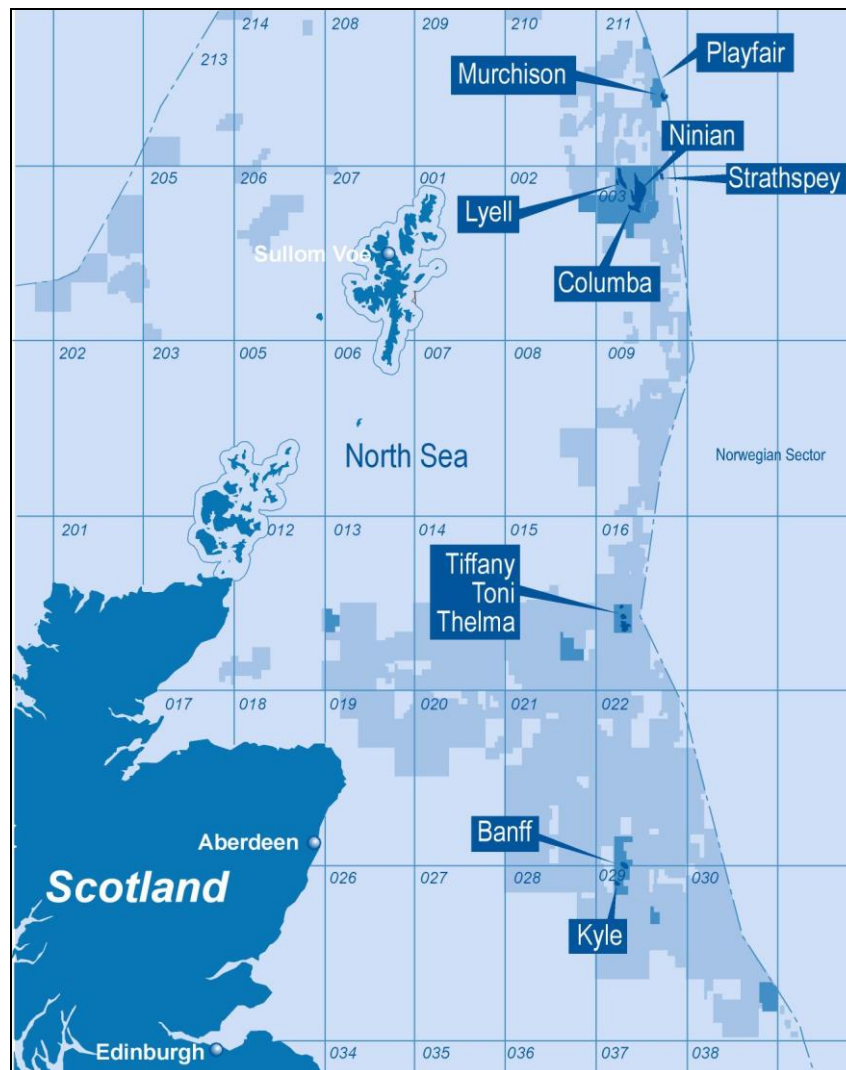 214
208
209
210
211
Playfair
213
Murchison
Ninian
205
206
207
001
002
003
Strathspey
Lyell
Sullom Voe
Columba
202
203
005
006
007
008
009
North Sea
Norwegian Sector
201
012
013
014
015
016
Tiffany
Toni
Thelma
017
018
019
020
021
022
Banff
Aberdeen
Scotland
026
027
028
029
030
Kyle
Edinburgh
034
035
036
037
038